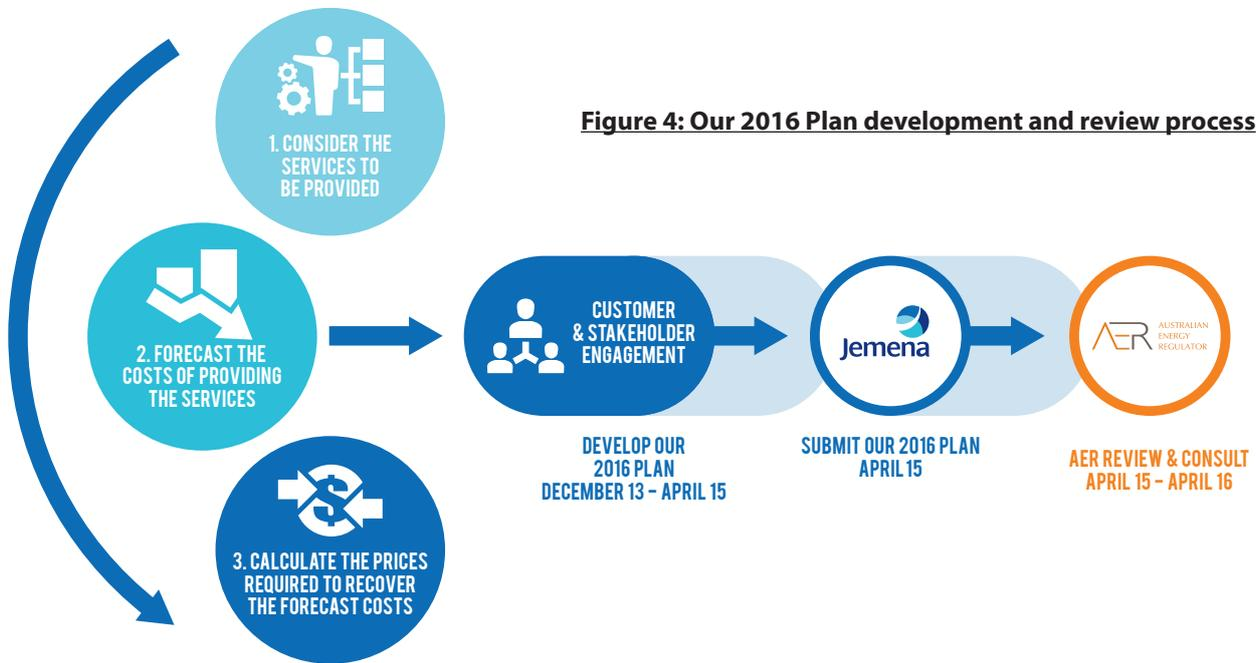 Figure 4: Our 2016 Plan development and review process
1. CONSIDER THE
SERVICES TO
BE PROVIDED
2. FORECAST THE
COSTS OF PROVIDING
THE SERVICES
3. CALCULATE THE PRICES
REQUIRED TO RECOVER
THE FORECAST COSTS
CUSTOMER
& STAKEHOLDER
ENGAGEMENT
DEVELOP OUR
2016 PLAN
DECEMBER 13 – APRIL 15
Jemena
SUBMIT OUR 2016 PLAN
APRIL 15
AER
AUSTRALIAN
ENERGY
REGULATOR
AER REVIEW & CONSULT
APRIL 15 – APRIL 16